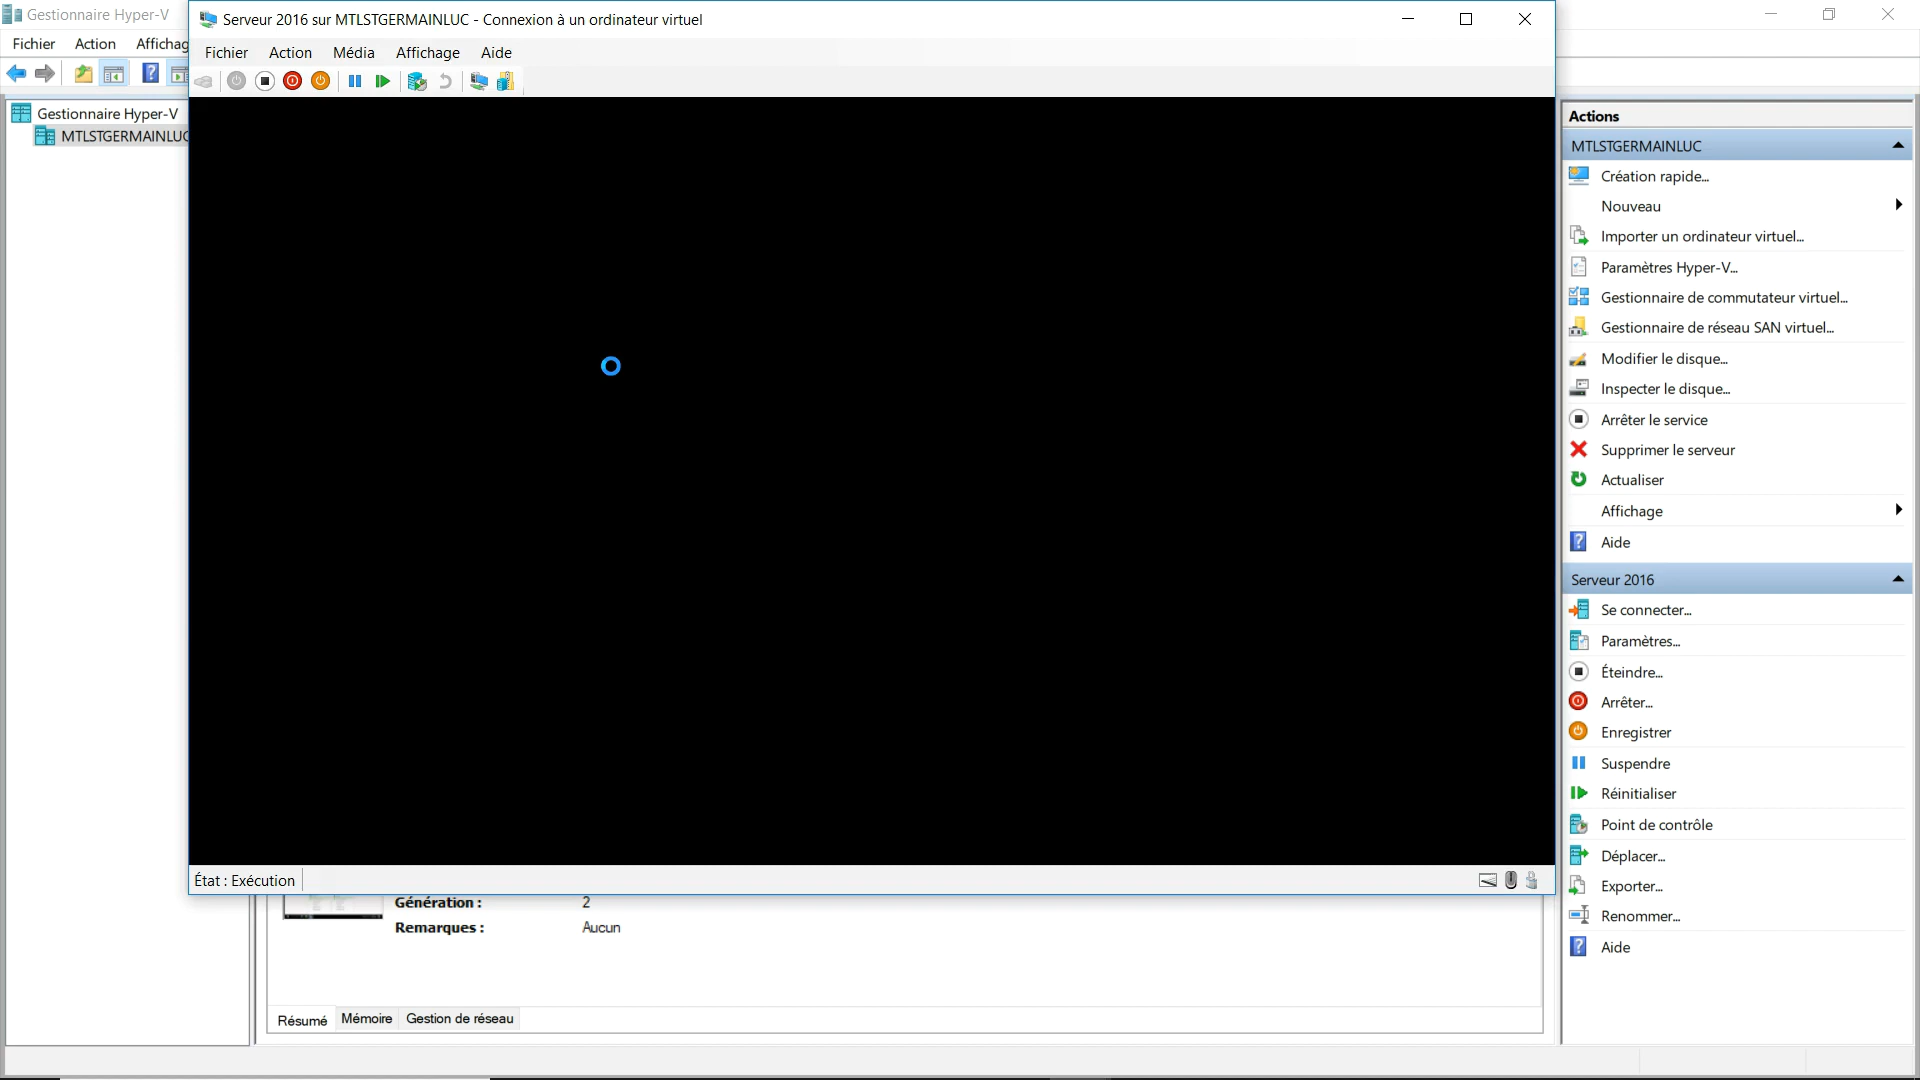 Gestionnaire Hyper-V
Fichier Action Affichag
Gestionnaire Hyper-V
MTLSTGERMAINLUC
Serveur 2016 sur MTLSTGERMAINLUC - Connexion à un ordinateur virtuel
Fichier Action Média Affichage Aide
État : Exécution
Génération : 2
Remarques : Aucun
Résumé Mémoire Gestion de réseau
Actions
MTLSTGERMAINLUC
Création rapide...
Nouveau
Importer un ordinateur virtuel...
Paramètres Hyper-V...
Gestionnaire de commutateur virtuel...
Gestionnaire de réseau SAN virtuel...
Modifier le disque...
Inspecter le disque...
Arrêter le service
Supprimer le serveur
Actualiser
Affichage
Aide
Serveur 2016
Se connecter...
Paramètres...
Éteindre...
Arrêter...
Enregistrer
Suspendre
Réinitialiser
Point de contrôle
Déplacer...
Exporter...
Renommer...
Aide